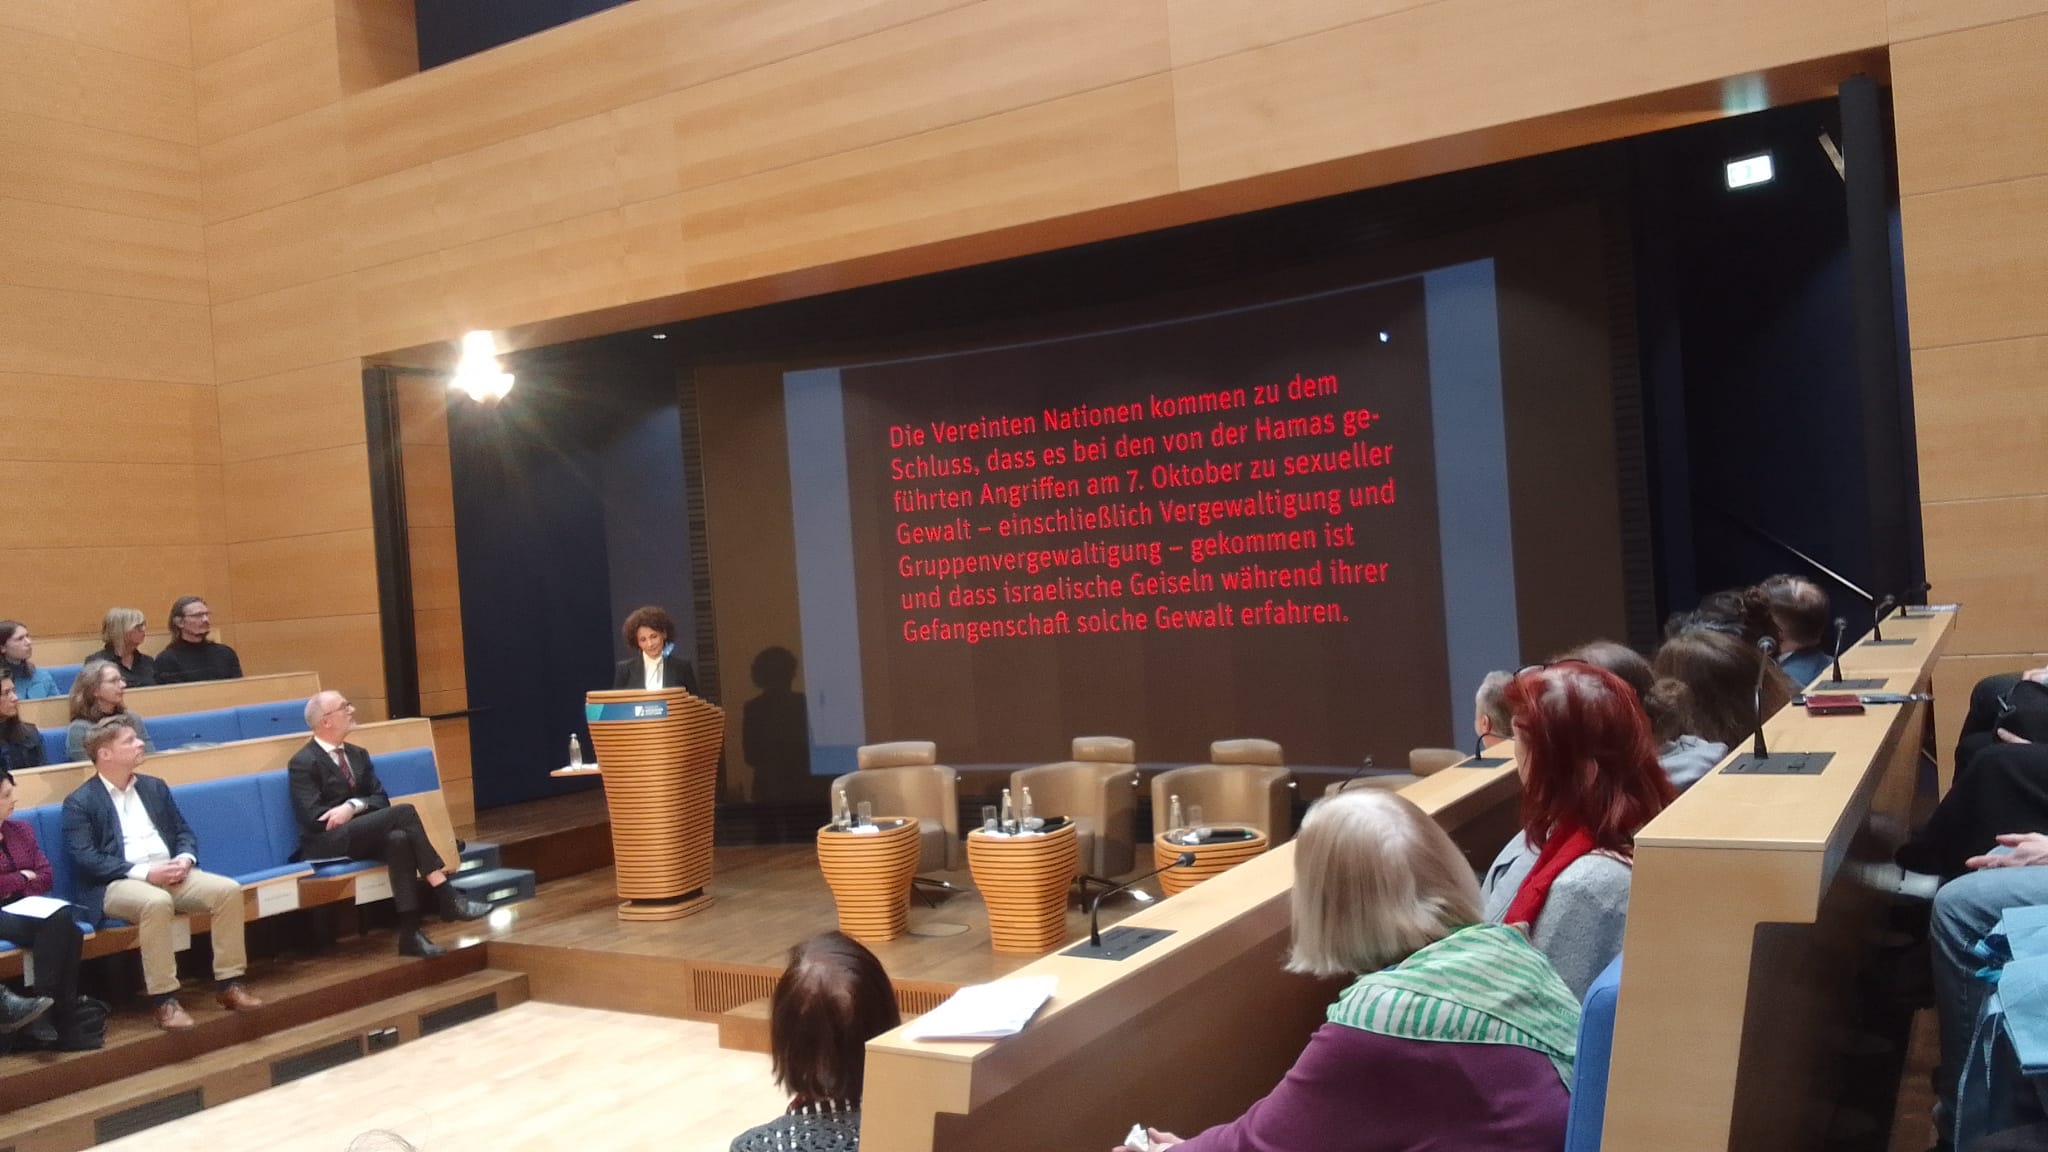 Die Vereinten Nationen kommen zu dem
Schluss, dass es bei den von der Hamas ge-
führten Angriffen am 7. Oktober zu sexueller
Gewalt – einschließlich Vergewaltigung und
Gruppenvergewaltigung – gekommen ist
und dass israelische Geiseln während ihrer
Gefangenschaft solche Gewalt erfahren.